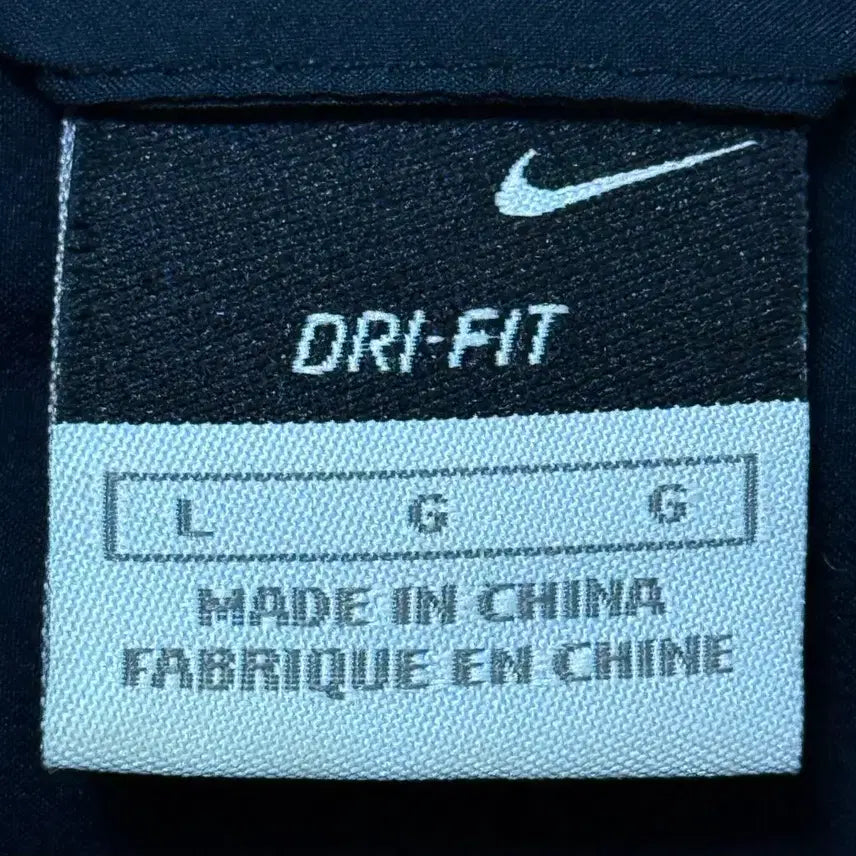 DRI-FIT
L G G
MADE IN CHINA
FABRIQUE EN CHINE